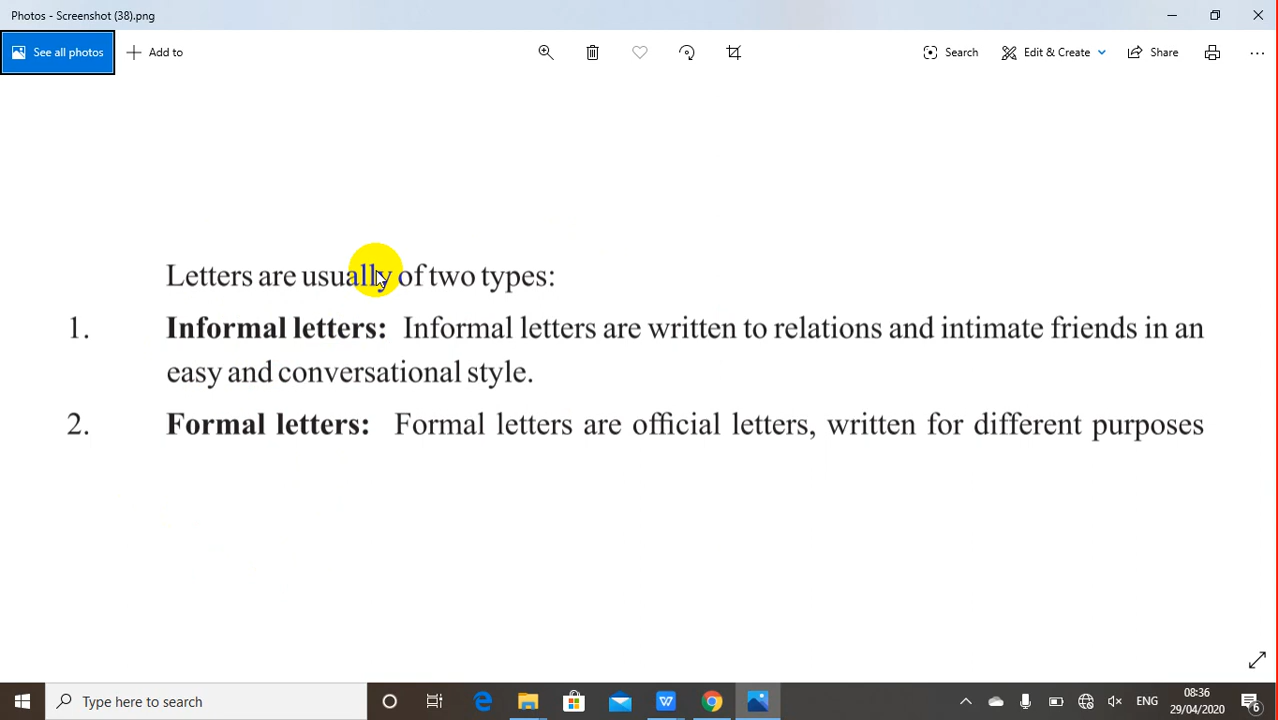 Photos - Screenshot (38).png
See all photos
Add to
Search
Edit & Create
Share
Letters are usually of two types:
1. Informal letters: Informal letters are written to relations and intimate friends in an
easy and conversational style.
2. Formal letters: Formal letters are official letters, written for different purposes
Type here to search
ENG
08:36
29/04/2020
6